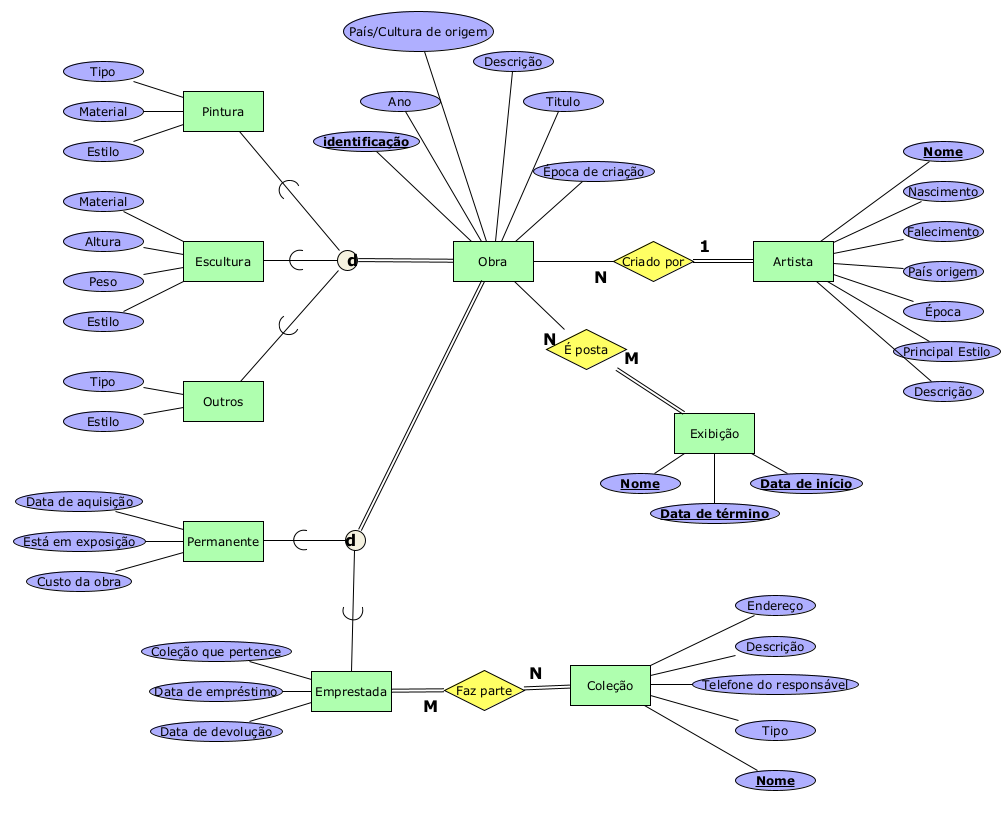 País/Cultura de origem
Descrição
Ano
Titulo
identificação
Época de criação
Tipo
Material
Estilo
Pintura
Material
Altura
Peso
Estilo
Escultura
d
Obra
N
Criado por
1
Artista
Nome
Nascimento
Falecimento
País origem
Época
Principal Estilo
Descrição
Tipo
Estilo
Outros
N
É posta
M
Exibição
Nome
Data de início
Data de término
Data de aquisição
Está em exposição
Custo da obra
Permanente
d
Coleção que pertence
Data de empréstimo
Data de devolução
Emprestada
M
Faz parte
N
Coleção
Endereço
Descrição
Telefone do responsável
Tipo
Nome